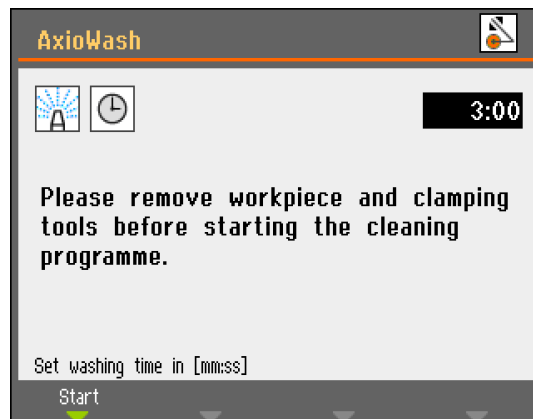 AxioWash
3:00
Please remove workpiece and clamping
tools before starting the cleaning
programme.
Set washing time in [mm:ss]
Start